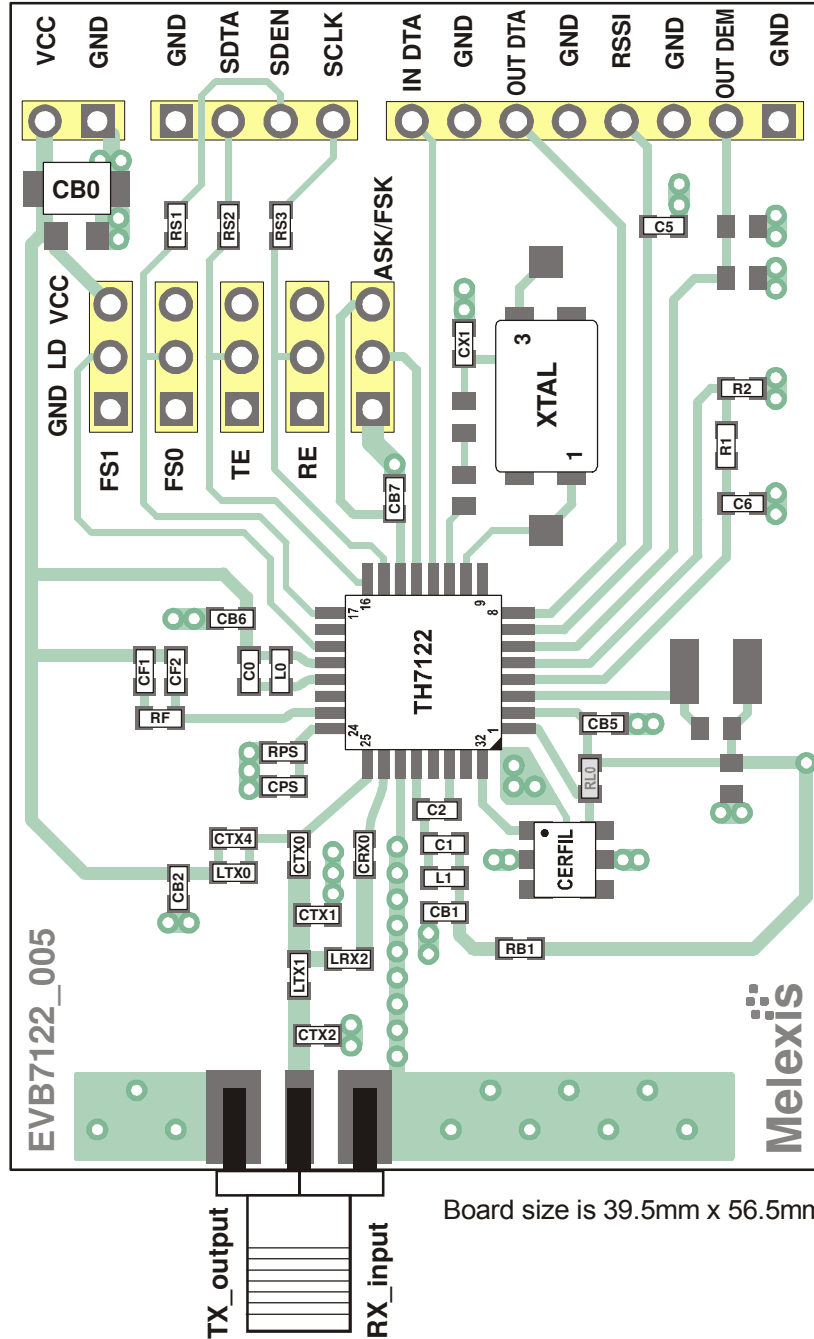 VCC
GND
GND
SDTA
SDEN
SCLK
IN DTA
GND
OUT DTA
GND
RSSI
GND
OUT DEM
GND
CB0
RS1
RS2
RS3
ASK/FSK
C5
VCC
LD
GND
CX1
3
XTAL
1
R2
R1
C6
FS1
FS0
TE
RE
CB7
16
9
17
8
TH7122
24
25
32
1
CB6
CF1
CF2
C0
L0
RF
RPS
CPS
CB5
RL0
C2
CTX4
CTX0
CRX0
C1
CERFIL
LTX0
CB2
L1
CTX1
CB1
LRX2
RB1
LTX1
CTX2
EVB7122_005
Melexis
Board size is 39.5mm x 56.5mm
TX_output
RX_input